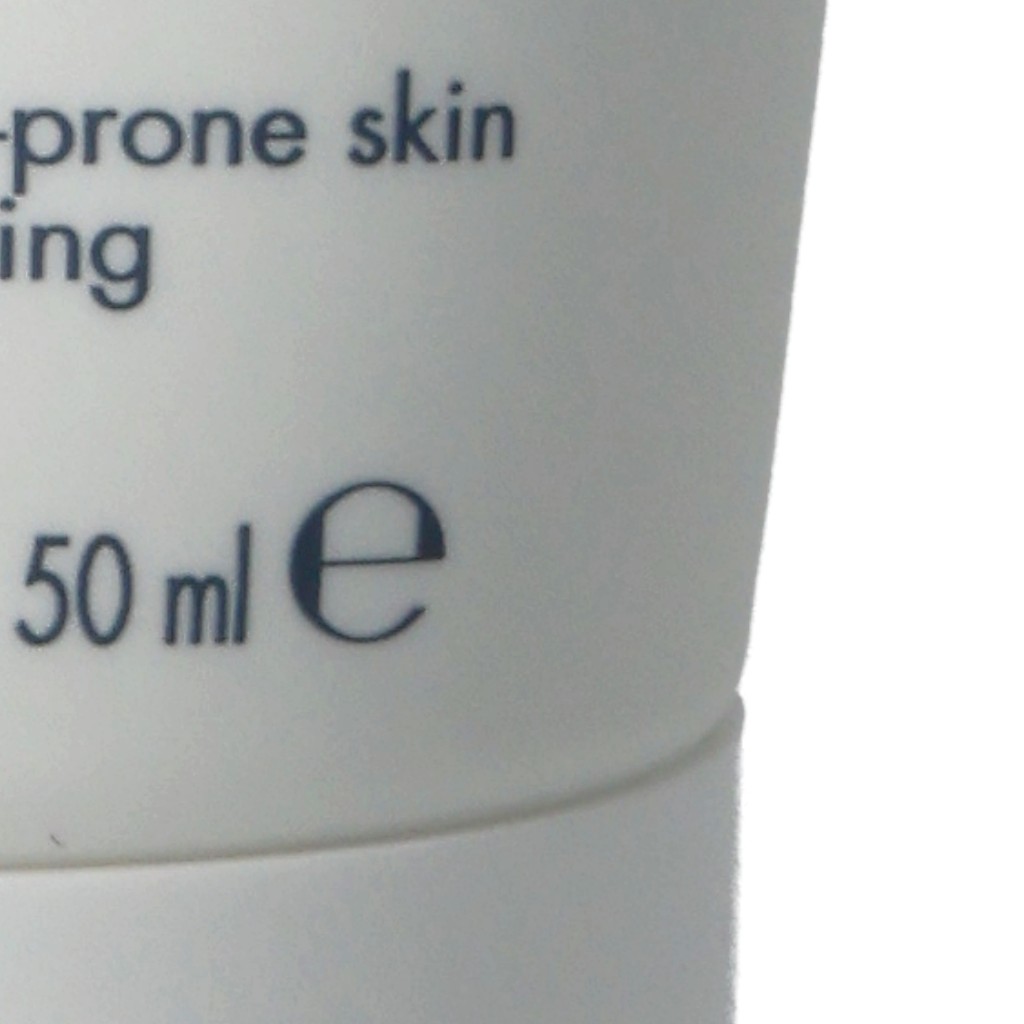 -prone skin
ing
50 ml e